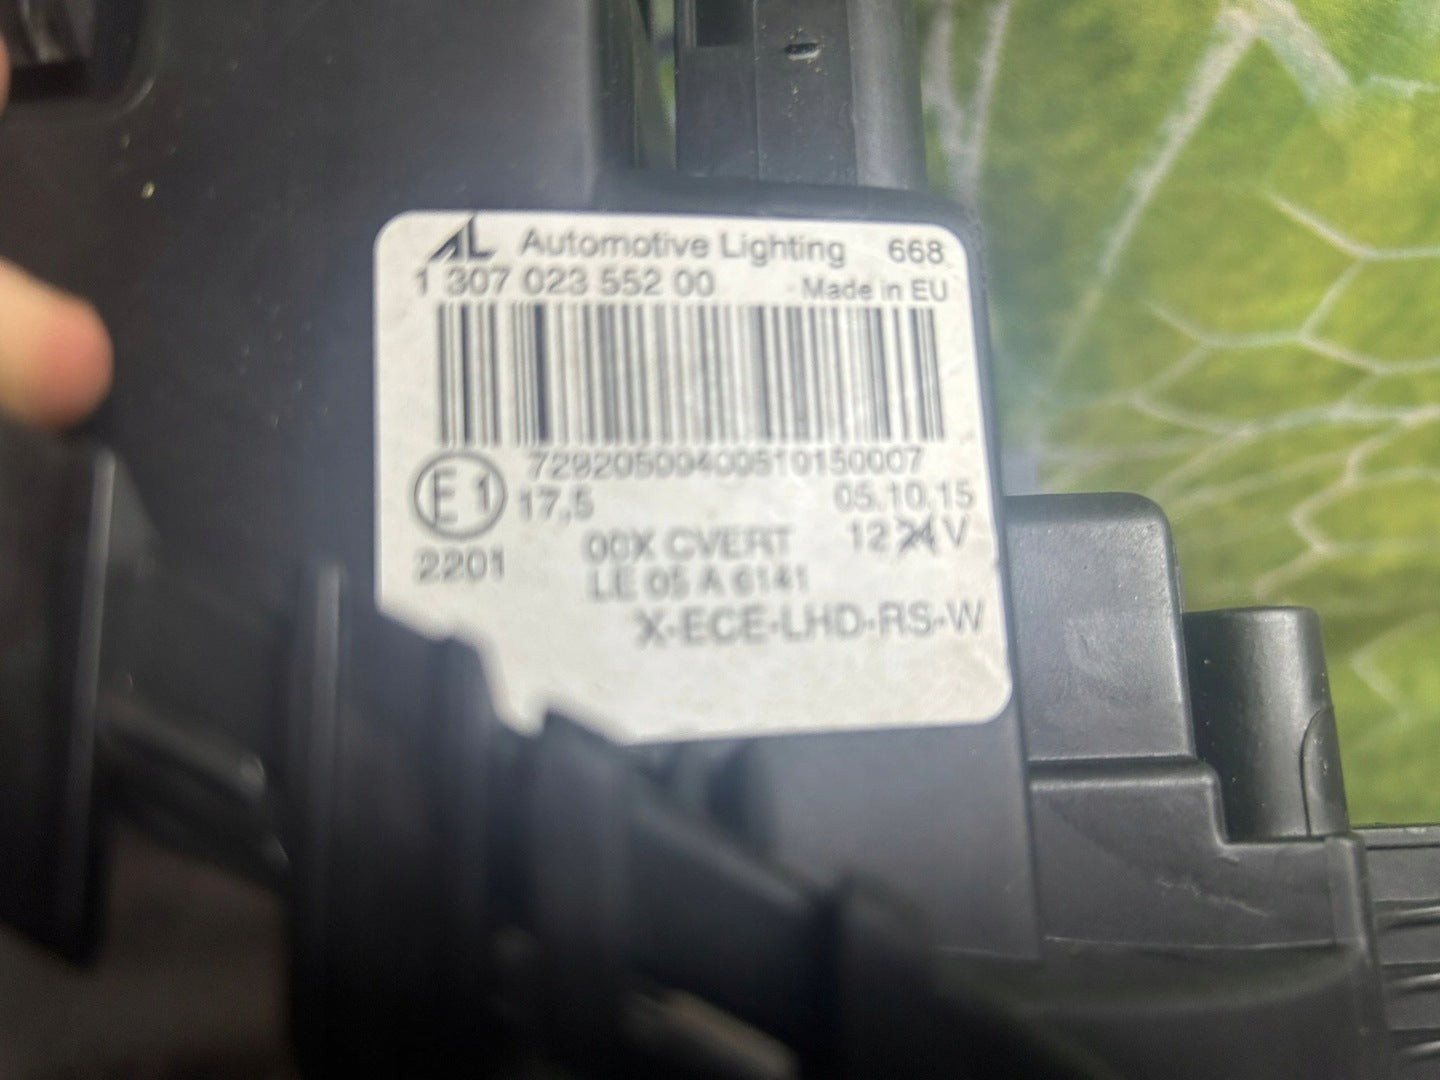 AL Automotive Lighting 668
1 307 023 552 00 Made in EU
72920500400510150007
E1 17,5 05.10.15
00X CVERT 12 24 V
2201 LE 05 A 6141
X-ECE-LHD-RS-W